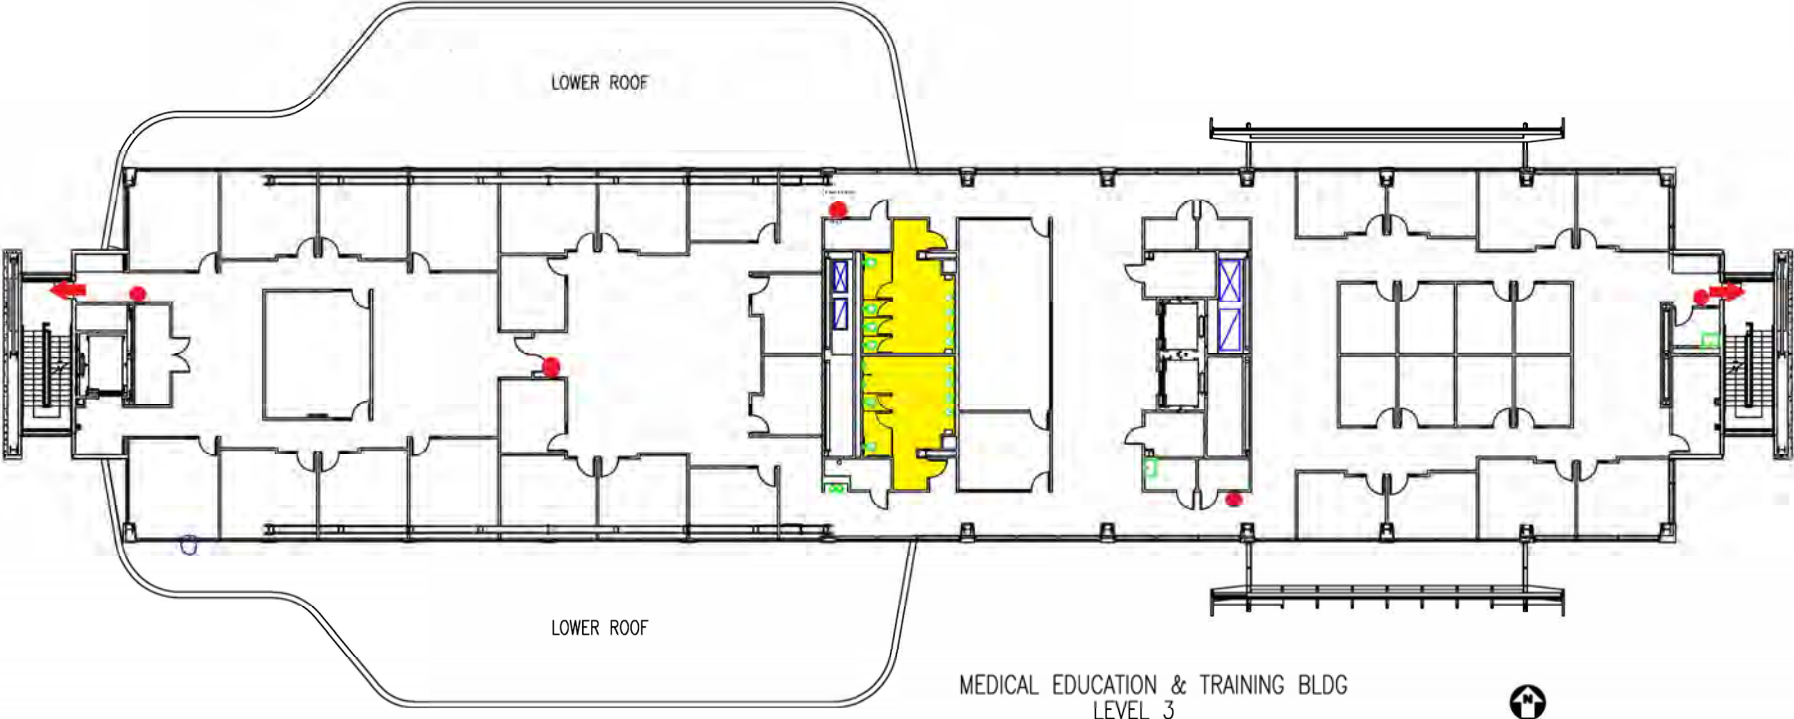 LOWER ROOF
LOWER ROOF
MEDICAL EDUCATION & TRAINING BLDG
LEVEL 3
N